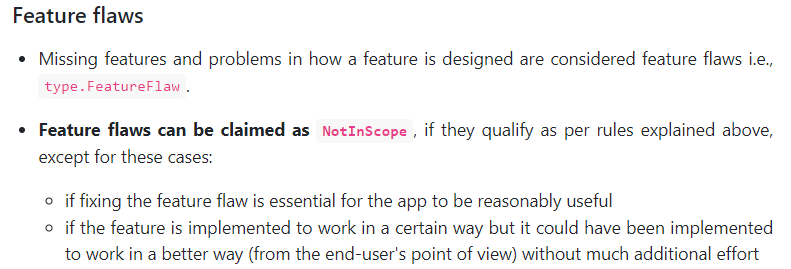 Feature flaws
Missing features and problems in how a feature is designed are considered feature flaws i.e.,
type.FeatureFlaw.
Feature flaws can be claimed as NotInScope, if they qualify as per rules explained above,
except for these cases:
if fixing the feature flaw is essential for the app to be reasonably useful
if the feature is implemented to work in a certain way but it could have been implemented
to work in a better way (from the end-user's point of view) without much additional effort